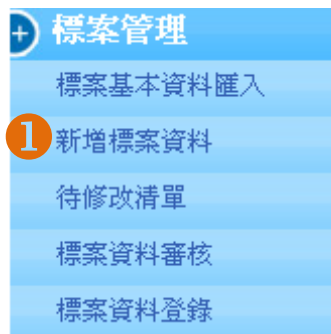 標案管理
標案基本資料匯入
1 新增標案資料
待修改清單
標案資料審核
標案資料登錄